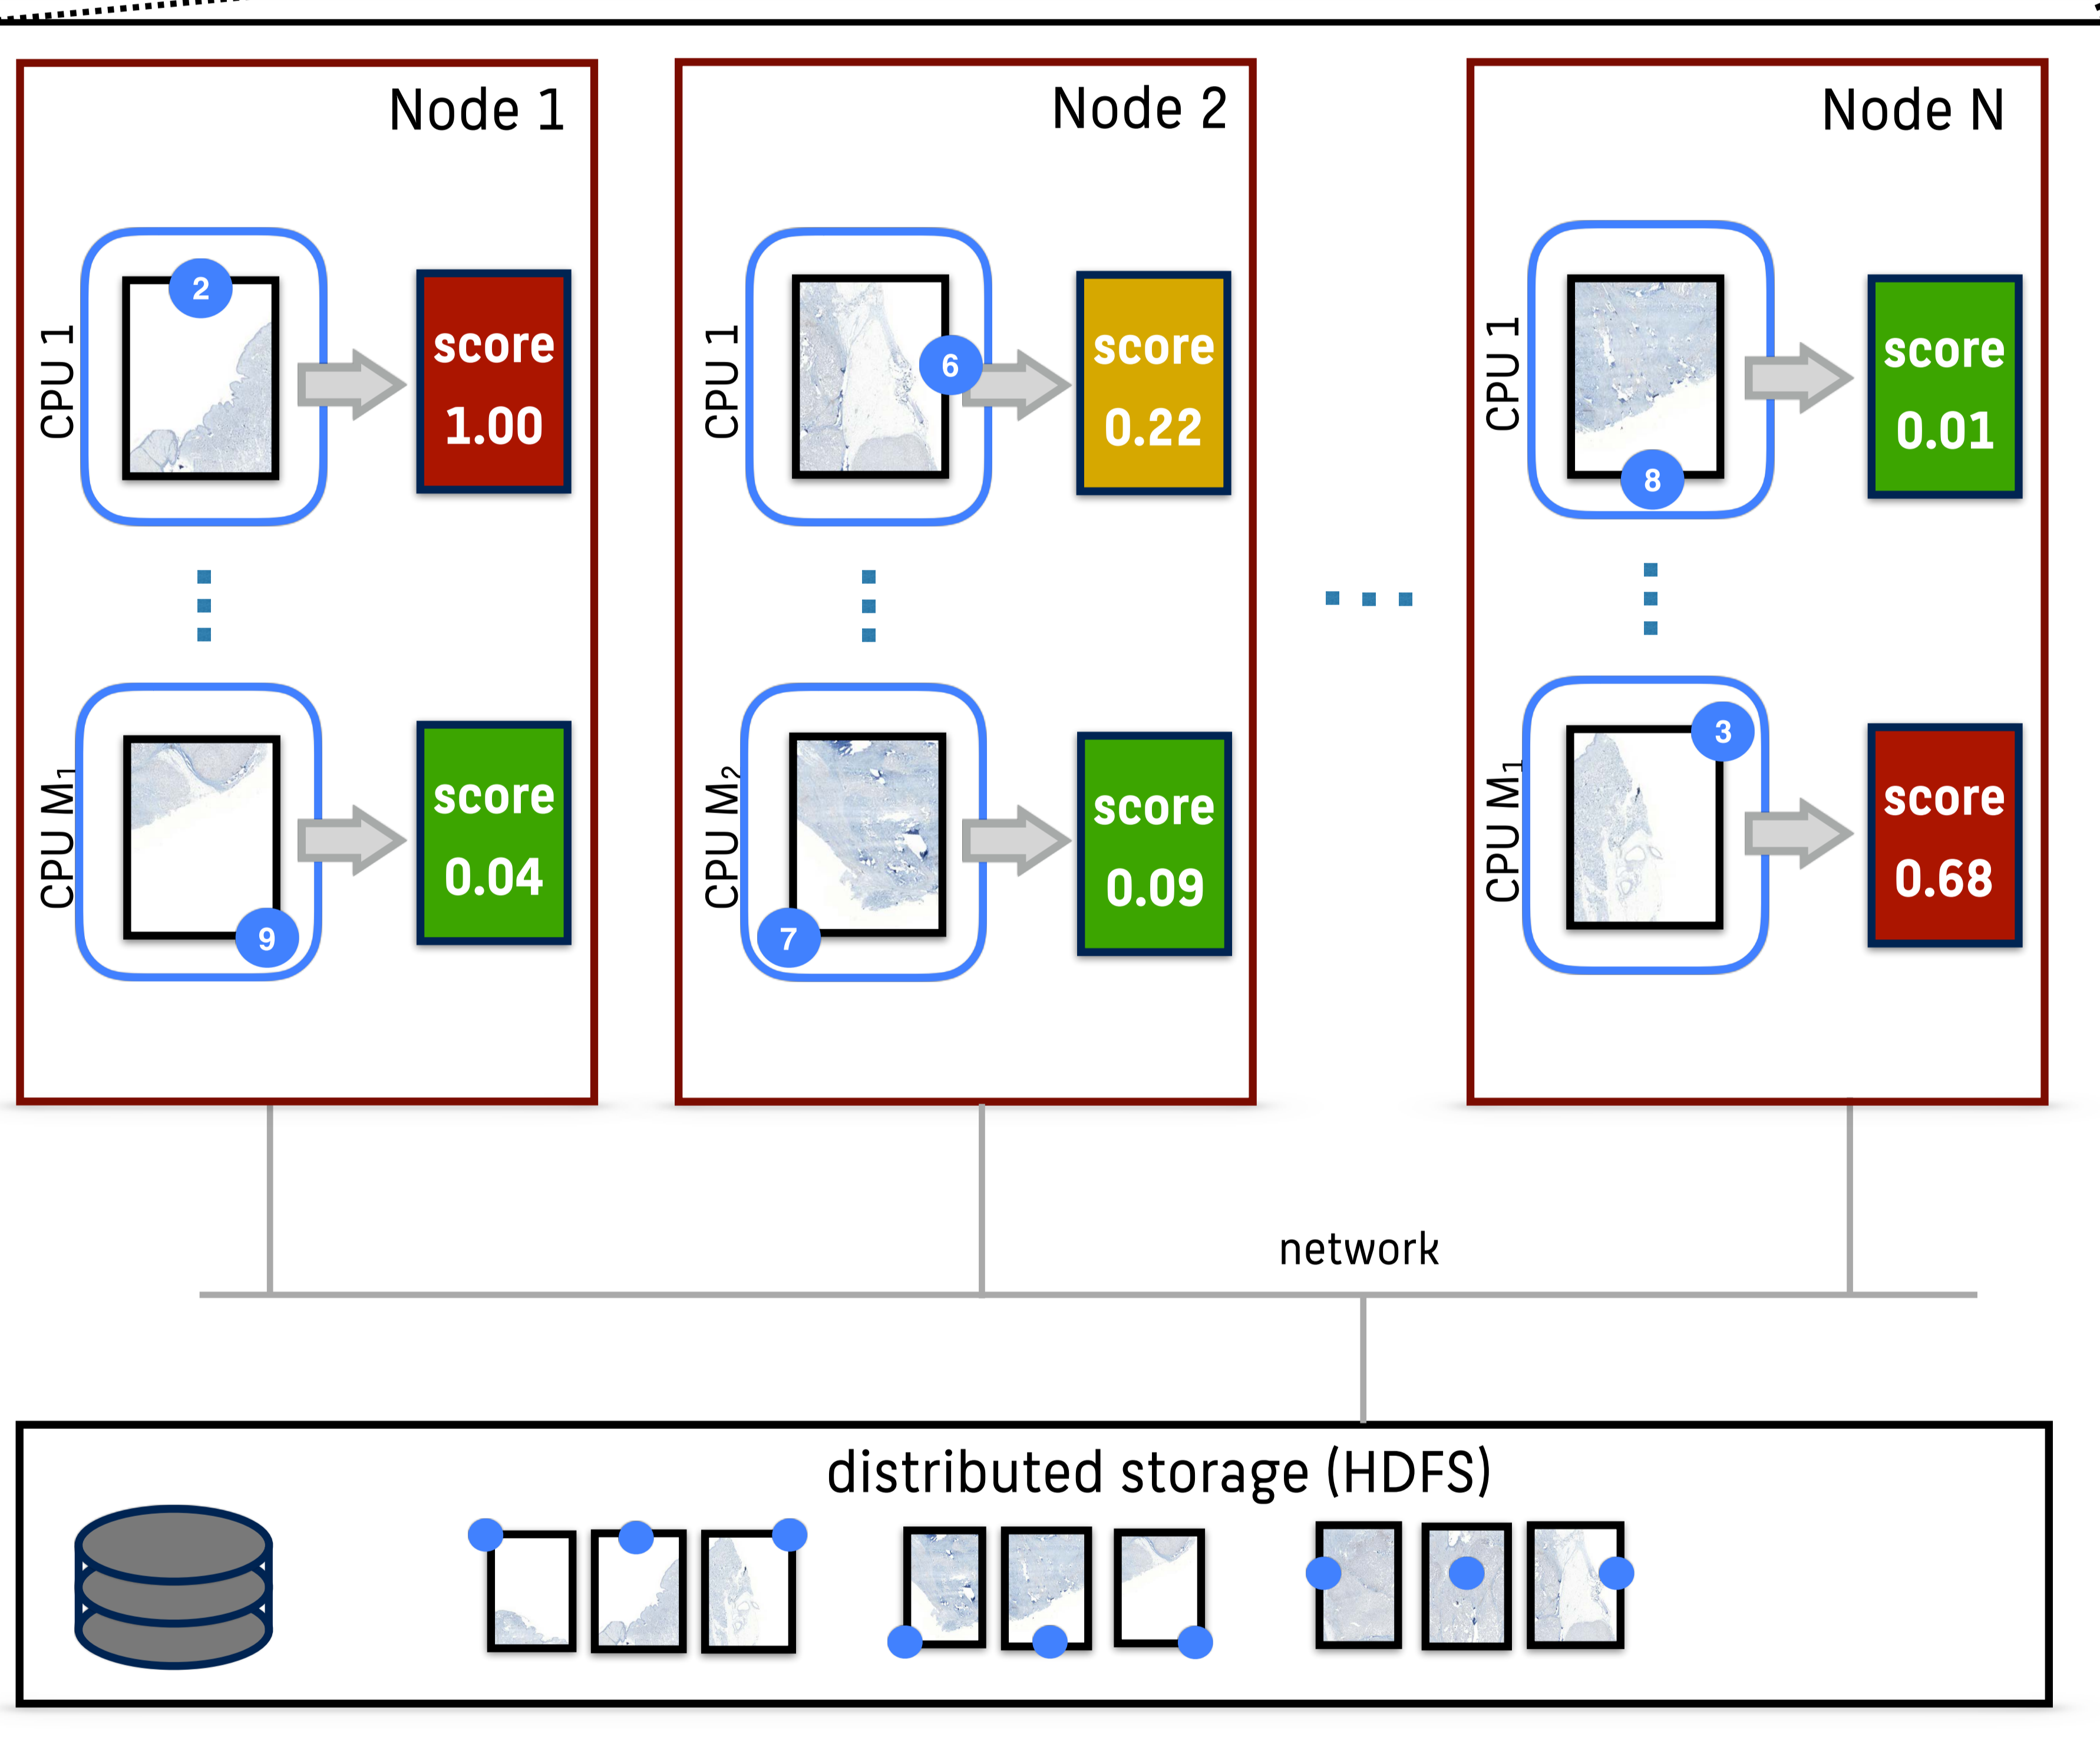 Node 1
CPU 1
2
score
1.00
CPU M₁
9
score
0.04
Node 2
CPU 1
6
score
0.22
CPU M₂
7
score
0.09
Node N
CPU 1
8
score
0.01
CPU M₁
3
score
0.68
network
distributed storage (HDFS)